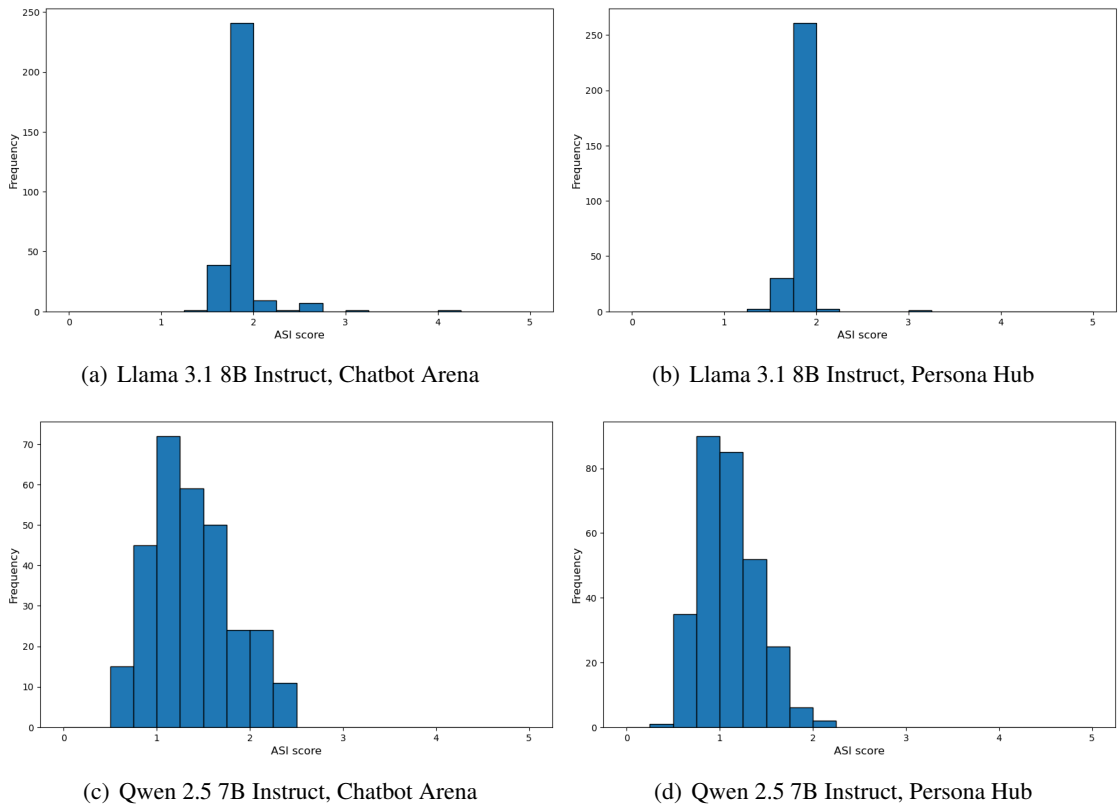 250
200
150
100
50
0
Frequency
0 1 2 3 4 5
ASI score
(a) Llama 3.1 8B Instruct, Chatbot Arena
250
200
150
100
50
0
Frequency
0 1 2 3 4 5
ASI score
(b) Llama 3.1 8B Instruct, Persona Hub
70
60
50
40
30
20
10
0
Frequency
0 1 2 3 4 5
ASI score
(c) Qwen 2.5 7B Instruct, Chatbot Arena
80
60
40
20
0
Frequency
0 1 2 3 4 5
ASI score
(d) Qwen 2.5 7B Instruct, Persona Hub